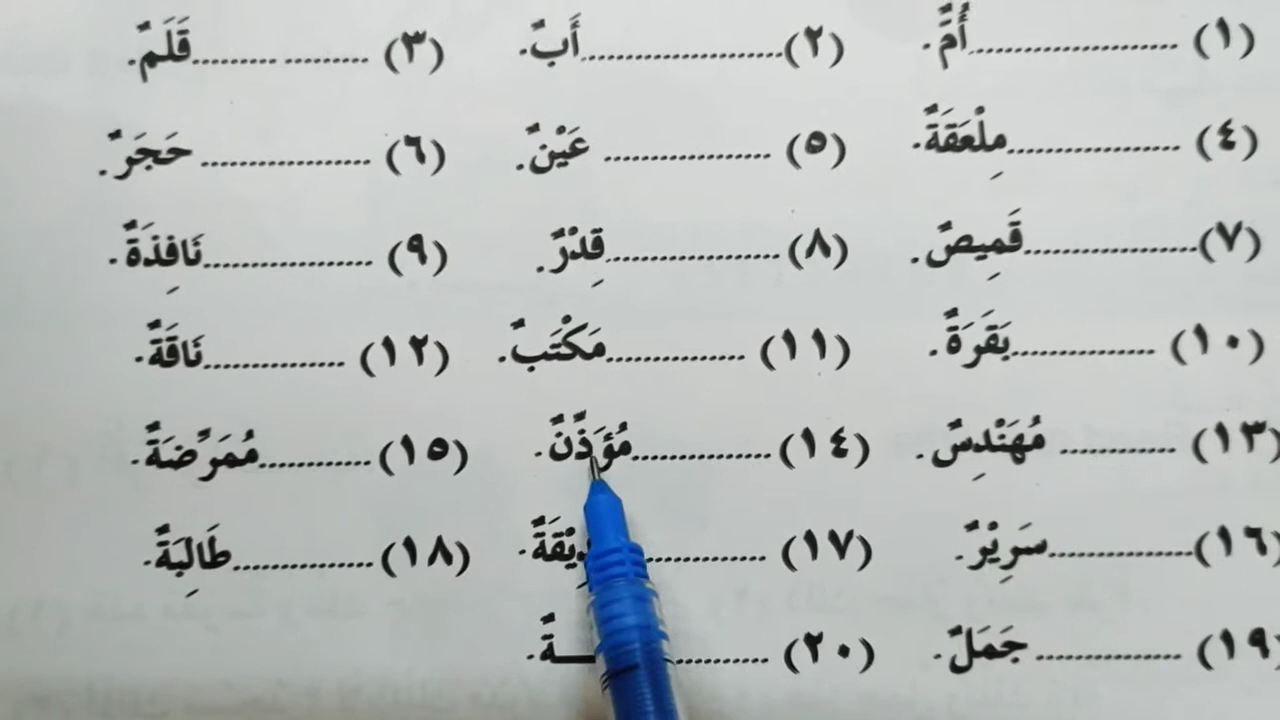 (١) .................... أُمٌّ. (٢) .................... أَبٌ. (٣) .................... قَلَمٌ.
(٤) .................... مِلْعَقَةٌ. (٥) .................... عَيْنٌ. (٦) .................... حَجَرٌ.
(٧) .................... قَمِيصٌ. (٨) .................... قِدْرٌ. (٩) .................... نَافِذَةٌ.
(١٠) .................... بَقَرَةٌ. (١١) .................... مَكْتَبٌ. (١٢) .................... نَاقَةٌ.
(١٣) .................... مُهَنْدِسٌ. (١٤) .................... مُؤَذِّنٌ. (١٥) .................... مُمَرِّضَةٌ.
(١٦) .................... سَرِيْرٌ. (١٧) .................... (١٨) .................... طَالِبَةٌ.
(١٩) .................... جَمَلٌ. (٢٠) ....................